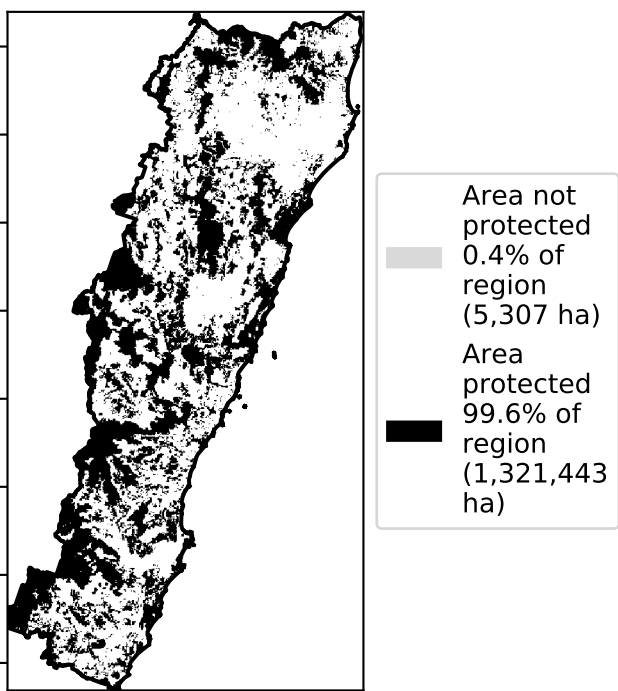 Area not
protected
0.4% of
region
(5,307 ha)
Area
protected
99.6% of
region
(1,321,443
ha)